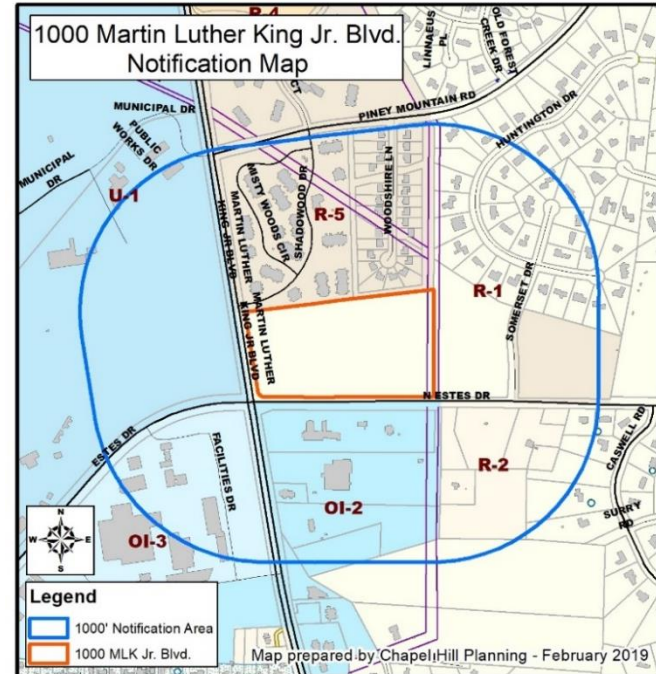 1000 Martin Luther King Jr. Blvd.
Notification Map
R-4
LINNAEUS
PL
OLD FOREST
CREEK DR
CT
PINEY MOUNTAIN RD
HUNTINGTON DR
MUNICIPAL DR
PUBLIC
WORKS DR
MUNICIPAL
DR
U-1
MISTY WOODS CIR
SHADOWOOD DR
WOODSHIRE LN
R-5
MARTIN LUTHER
KING JR BLVD
R-1
SOMERSET DR
MARTIN LUTHER
KING JR BLVD
N ESTES DR
ESTES DR
FACILITIES DR
CASWELL RD
R-2
SURRY
RD
OI-2
OI-3
N
W
E
S
Legend
1000' Notification Area
1000 MLK Jr. Blvd.
Map prepared by Chapel Hill Planning - February 2019